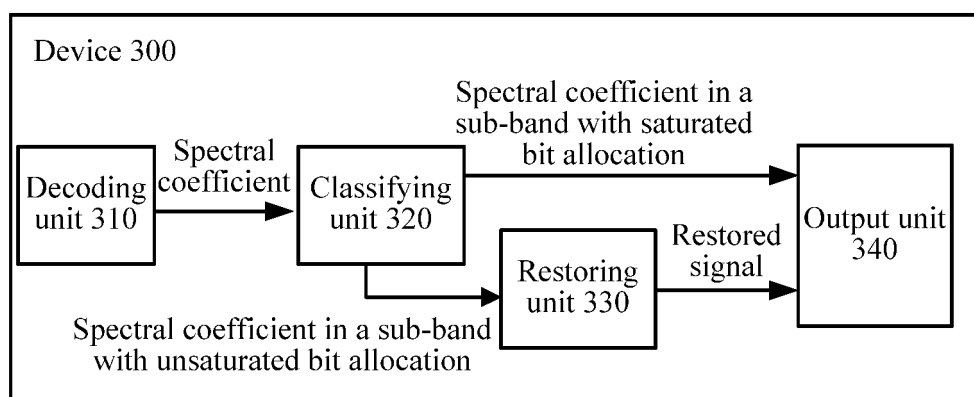 Device 300
Spectral coefficient in a
sub-band with saturated
bit allocation
Spectral
coefficient
Decoding
unit 310
Classifying
unit 320
Output unit
340
Restored
signal
Restoring
unit 330
Spectral coefficient in a sub-band
with unsaturated bit allocation